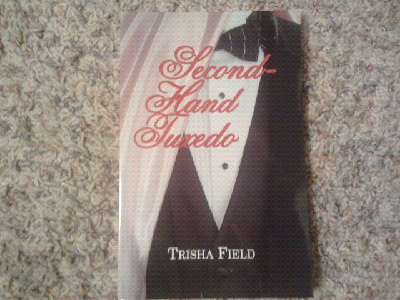 Second-
Hand
Tuxedo
TRISHA FIELD